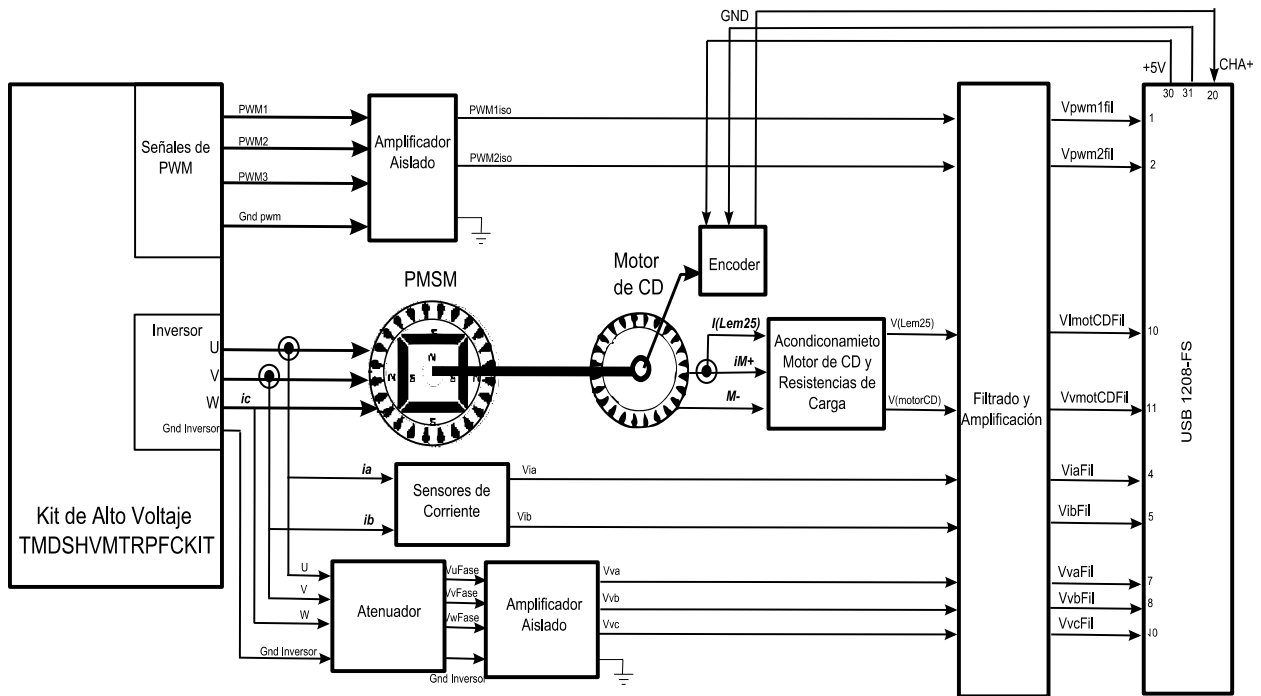 GND
+5V
CHA+
30
31
20
Señales de
PWM
PWM1
PWM2
PWM3
Gnd pwm
Amplificador
Aislado
PWM1iso
PWM2iso
Vpwm1fil
1
Vpwm2fil
2
Encoder
Motor
de CD
PMSM
Inversor
U
V
W
ic
Gnd Inversor
I(Lem25)
iM+
M-
Acondiconamieto
Motor de CD y
Resistencias de
Carga
V(Lem25)
V(motorCD)
Filtrado y
Amplificación
VImotCDFil
10
VvmotCDFil
11
USB 1208-FS
ia
ib
Sensores de
Corriente
Via
Vib
ViaFil
4
VibFil
5
Kit de Alto Voltaje
TMDSHVMTRPFCKIT
U
V
W
Gnd Inversor
Atenuador
VuFase
VvFase
VwFase
Gnd Inversor
Amplificador
Aislado
Vva
Vvb
Vvc
VvaFil
7
VvbFil
8
VvcFil
10